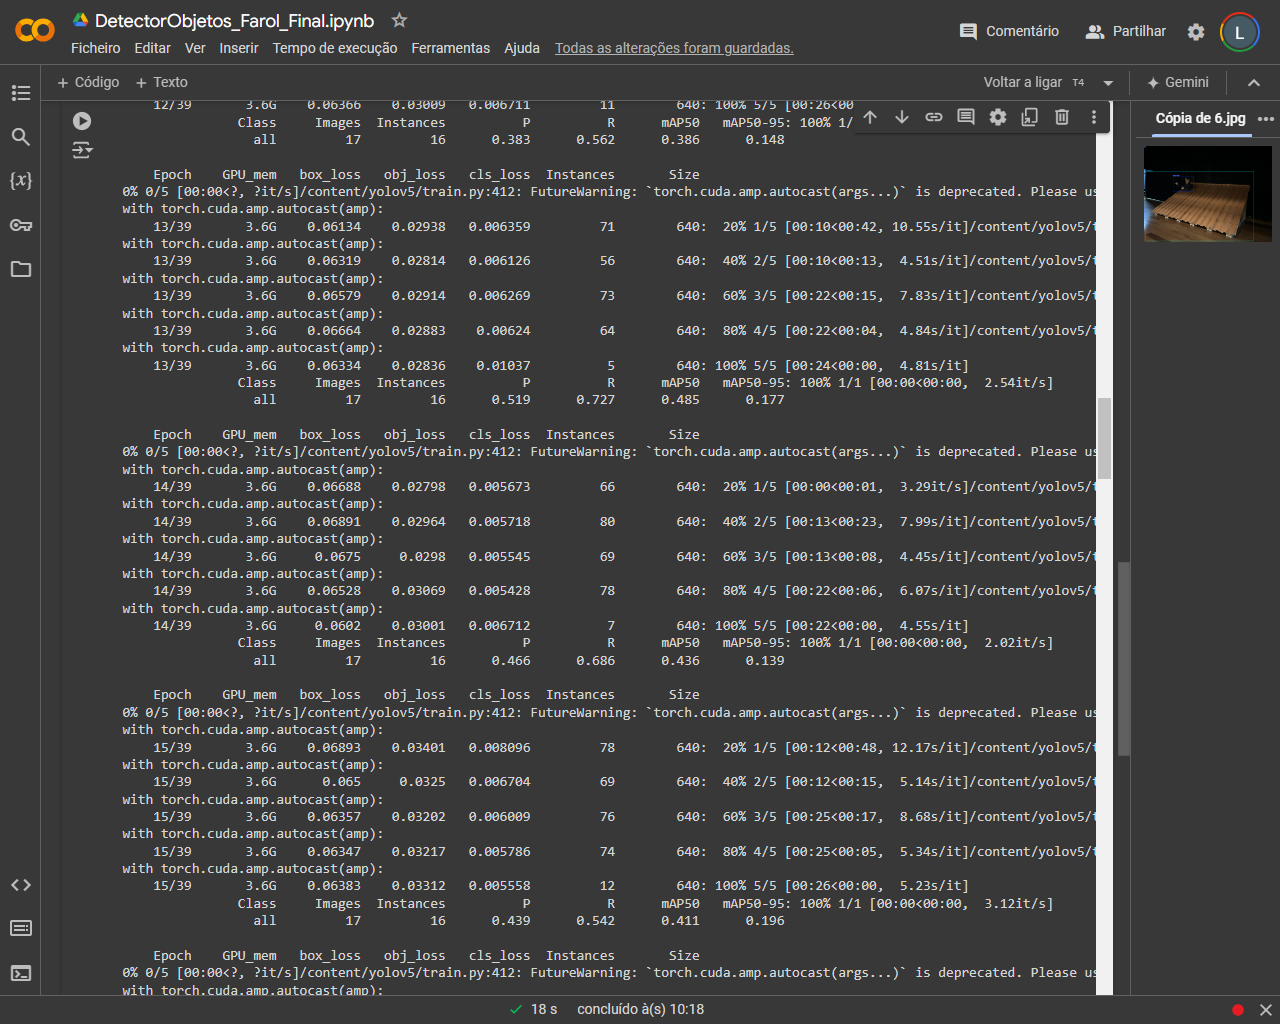 DetectorObjetos_Farol_Final.ipynb
Ficheiro Editar Ver Inserir Tempo de execução Ferramentas Ajuda Todas as alterações foram guardadas.
Comentário Partilhar L
+ Código + Texto
Voltar a ligar T4 Gemini
Cópia de 6.jpg
12/39 3.6G 0.06366 0.03009 0.006711 11 640: 100% 5/5 [00:26<00
Class Images Instances P R mAP50 mAP50-95: 100% 1/
all 17 16 0.383 0.562 0.386 0.148
Epoch GPU_mem box_loss obj_loss cls_loss Instances Size
0% 0/5 [00:00<?, ?it/s]/content/yolov5/train.py:412: FutureWarning: `torch.cuda.amp.autocast(args...)` is deprecated. Please us
with torch.cuda.amp.autocast(amp):
13/39 3.6G 0.06134 0.02938 0.006359 71 640: 20% 1/5 [00:10<00:42, 10.55s/it]/content/yolov5/t
with torch.cuda.amp.autocast(amp):
13/39 3.6G 0.06319 0.02814 0.006126 56 640: 40% 2/5 [00:10<00:13, 4.51s/it]/content/yolov5/t
with torch.cuda.amp.autocast(amp):
13/39 3.6G 0.06579 0.02914 0.006269 73 640: 60% 3/5 [00:22<00:15, 7.83s/it]/content/yolov5/t
with torch.cuda.amp.autocast(amp):
13/39 3.6G 0.06664 0.02883 0.00624 64 640: 80% 4/5 [00:22<00:04, 4.84s/it]/content/yolov5/t
with torch.cuda.amp.autocast(amp):
13/39 3.6G 0.06334 0.02836 0.01037 5 640: 100% 5/5 [00:24<00:00, 4.81s/it]
Class Images Instances P R mAP50 mAP50-95: 100% 1/1 [00:00<00:00, 2.54it/s]
all 17 16 0.519 0.727 0.485 0.177
Epoch GPU_mem box_loss obj_loss cls_loss Instances Size
0% 0/5 [00:00<?, ?it/s]/content/yolov5/train.py:412: FutureWarning: `torch.cuda.amp.autocast(args...)` is deprecated. Please us
with torch.cuda.amp.autocast(amp):
14/39 3.6G 0.06688 0.02798 0.005673 66 640: 20% 1/5 [00:00<00:01, 3.29it/s]/content/yolov5/t
with torch.cuda.amp.autocast(amp):
14/39 3.6G 0.06891 0.02964 0.005718 80 640: 40% 2/5 [00:13<00:23, 7.99s/it]/content/yolov5/t
with torch.cuda.amp.autocast(amp):
14/39 3.6G 0.0675 0.0298 0.005545 69 640: 60% 3/5 [00:13<00:08, 4.45s/it]/content/yolov5/t
with torch.cuda.amp.autocast(amp):
14/39 3.6G 0.06528 0.03069 0.005428 78 640: 80% 4/5 [00:22<00:06, 6.07s/it]/content/yolov5/t
with torch.cuda.amp.autocast(amp):
14/39 3.6G 0.0602 0.03001 0.006712 7 640: 100% 5/5 [00:22<00:00, 4.55s/it]
Class Images Instances P R mAP50 mAP50-95: 100% 1/1 [00:00<00:00, 2.02it/s]
all 17 16 0.466 0.686 0.436 0.139
Epoch GPU_mem box_loss obj_loss cls_loss Instances Size
0% 0/5 [00:00<?, ?it/s]/content/yolov5/train.py:412: FutureWarning: `torch.cuda.amp.autocast(args...)` is deprecated. Please us
with torch.cuda.amp.autocast(amp):
15/39 3.6G 0.06893 0.03401 0.008096 78 640: 20% 1/5 [00:12<00:48, 12.17s/it]/content/yolov5/t
with torch.cuda.amp.autocast(amp):
15/39 3.6G 0.065 0.0325 0.006704 69 640: 40% 2/5 [00:12<00:15, 5.14s/it]/content/yolov5/t
with torch.cuda.amp.autocast(amp):
15/39 3.6G 0.06357 0.03202 0.006009 76 640: 60% 3/5 [00:25<00:17, 8.68s/it]/content/yolov5/t
with torch.cuda.amp.autocast(amp):
15/39 3.6G 0.06347 0.03217 0.005786 74 640: 80% 4/5 [00:25<00:05, 5.34s/it]/content/yolov5/t
with torch.cuda.amp.autocast(amp):
15/39 3.6G 0.06383 0.03312 0.005558 12 640: 100% 5/5 [00:26<00:00, 5.23s/it]
Class Images Instances P R mAP50 mAP50-95: 100% 1/1 [00:00<00:00, 3.12it/s]
all 17 16 0.439 0.542 0.411 0.196
Epoch GPU_mem box_loss obj_loss cls_loss Instances Size
0% 0/5 [00:00<?, ?it/s]/content/yolov5/train.py:412: FutureWarning: `torch.cuda.amp.autocast(args...)` is deprecated. Please us
with torch.cuda.amp.autocast(amp):
18 s concluído à(s) 10:18